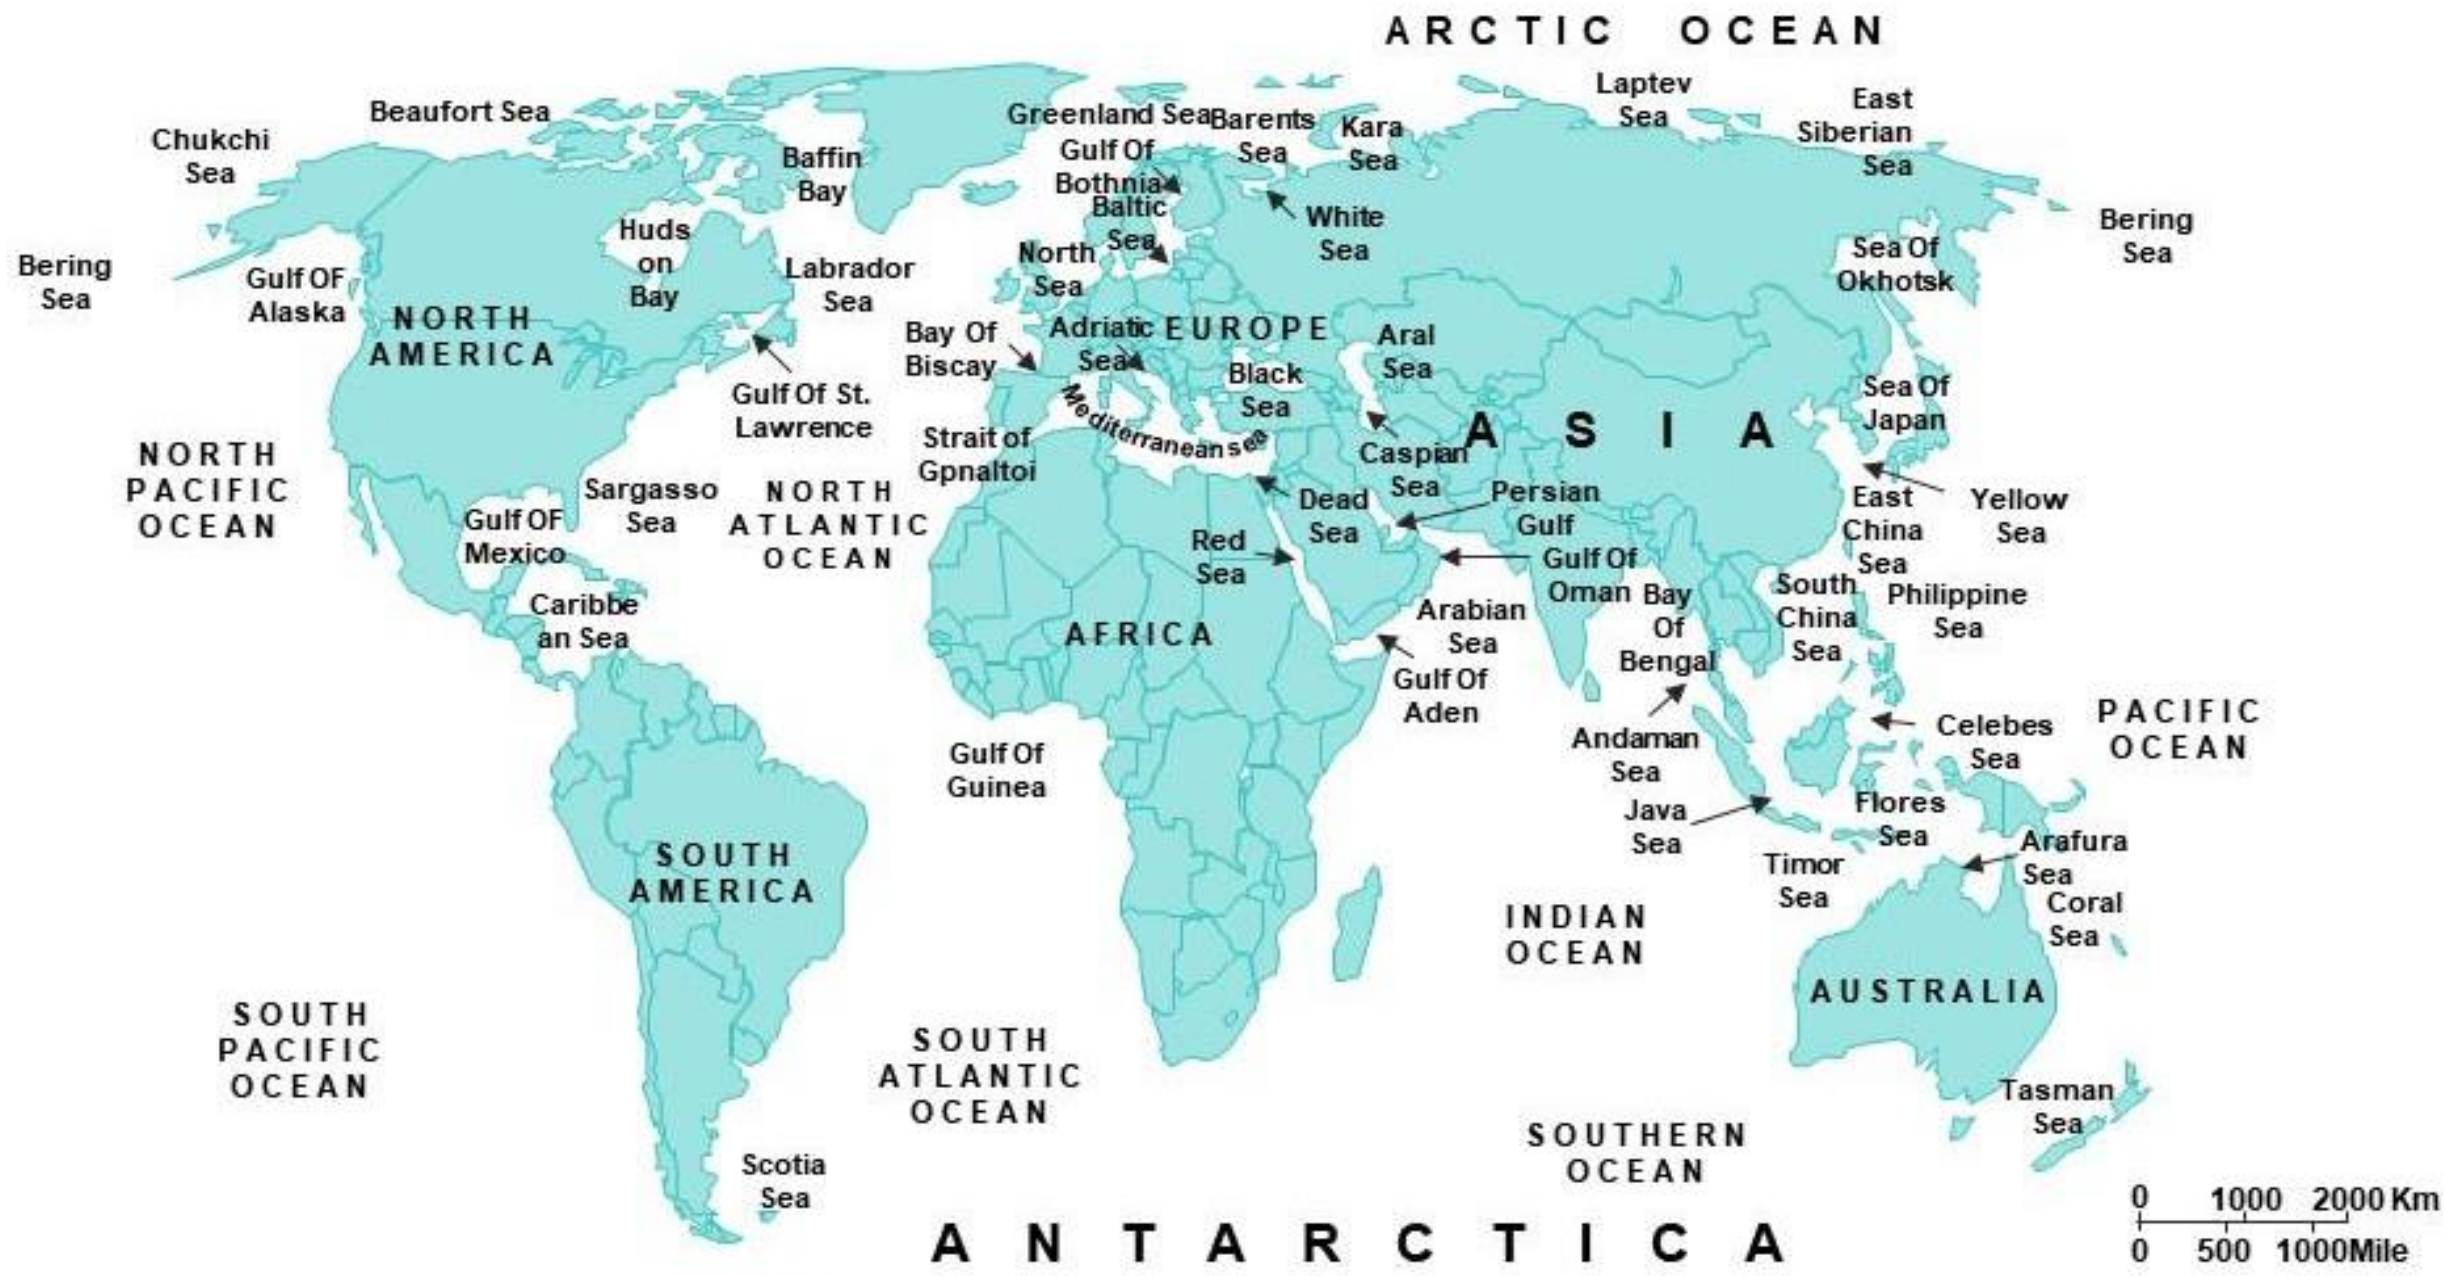 ARCTIC OCEAN
Laptev
Sea
East
Siberian
Sea
Beaufort Sea
Chukchi
Sea
Baffin
Bay
Greenland Sea
Barents
Sea
Kara
Sea
Gulf Of
Bothnia
Baltic
Sea
White
Sea
North
Sea
Bering
Sea
Gulf OF
Alaska
Huds
on
Bay
Labrador
Sea
Sea Of
Okhotsk
Bering
Sea
NORTH
AMERICA
Bay Of
Biscay
Adriatic
Sea
EUROPE
Black
Sea
Aral
Sea
Gulf Of St.
Lawrence
Mediterranean sea
Caspian
Sea
ASIA
Sea Of
Japan
NORTH
PACIFIC
OCEAN
Strait of
Gpnaltoi
Sargasso
Sea
NORTH
ATLANTIC
OCEAN
Gulf OF
Mexico
Dead
Sea
Persian
Gulf
East
China
Sea
Yellow
Sea
Red
Sea
Gulf Of
Oman
Caribbe
an Sea
AFRICA
Arabian
Sea
Bay
Of
Bengal
South
China
Sea
Philippine
Sea
Gulf Of
Aden
Gulf Of
Guinea
Andaman
Sea
Celebes
Sea
PACIFIC
OCEAN
Java
Sea
Flores
Sea
SOUTH
AMERICA
Timor
Sea
Arafura
Sea
Coral
Sea
INDIAN
OCEAN
AUSTRALIA
SOUTH
PACIFIC
OCEAN
SOUTH
ATLANTIC
OCEAN
Tasman
Sea
SOUTHERN
OCEAN
Scotia
Sea
ANTARCTICA
0 1000 2000 Km
0 500 1000Mile